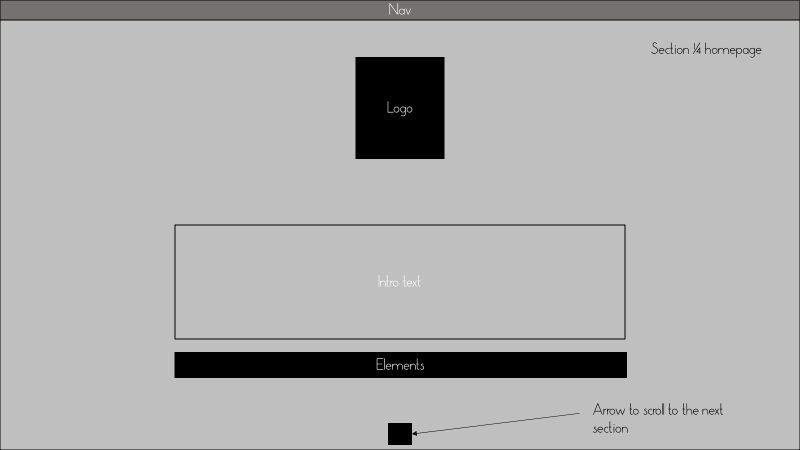 Nav
Section ¼ homepage
Logo
Intro text
Elements
Arrow to scroll to the next
section